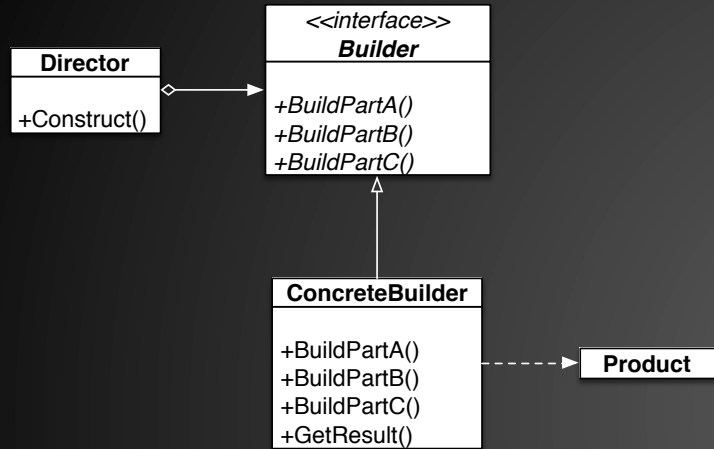 Director
+Construct()
<<interface>>
Builder
+BuildPartA()
+BuildPartB()
+BuildPartC()
ConcreteBuilder
+BuildPartA()
+BuildPartB()
+BuildPartC()
+GetResult()
Product